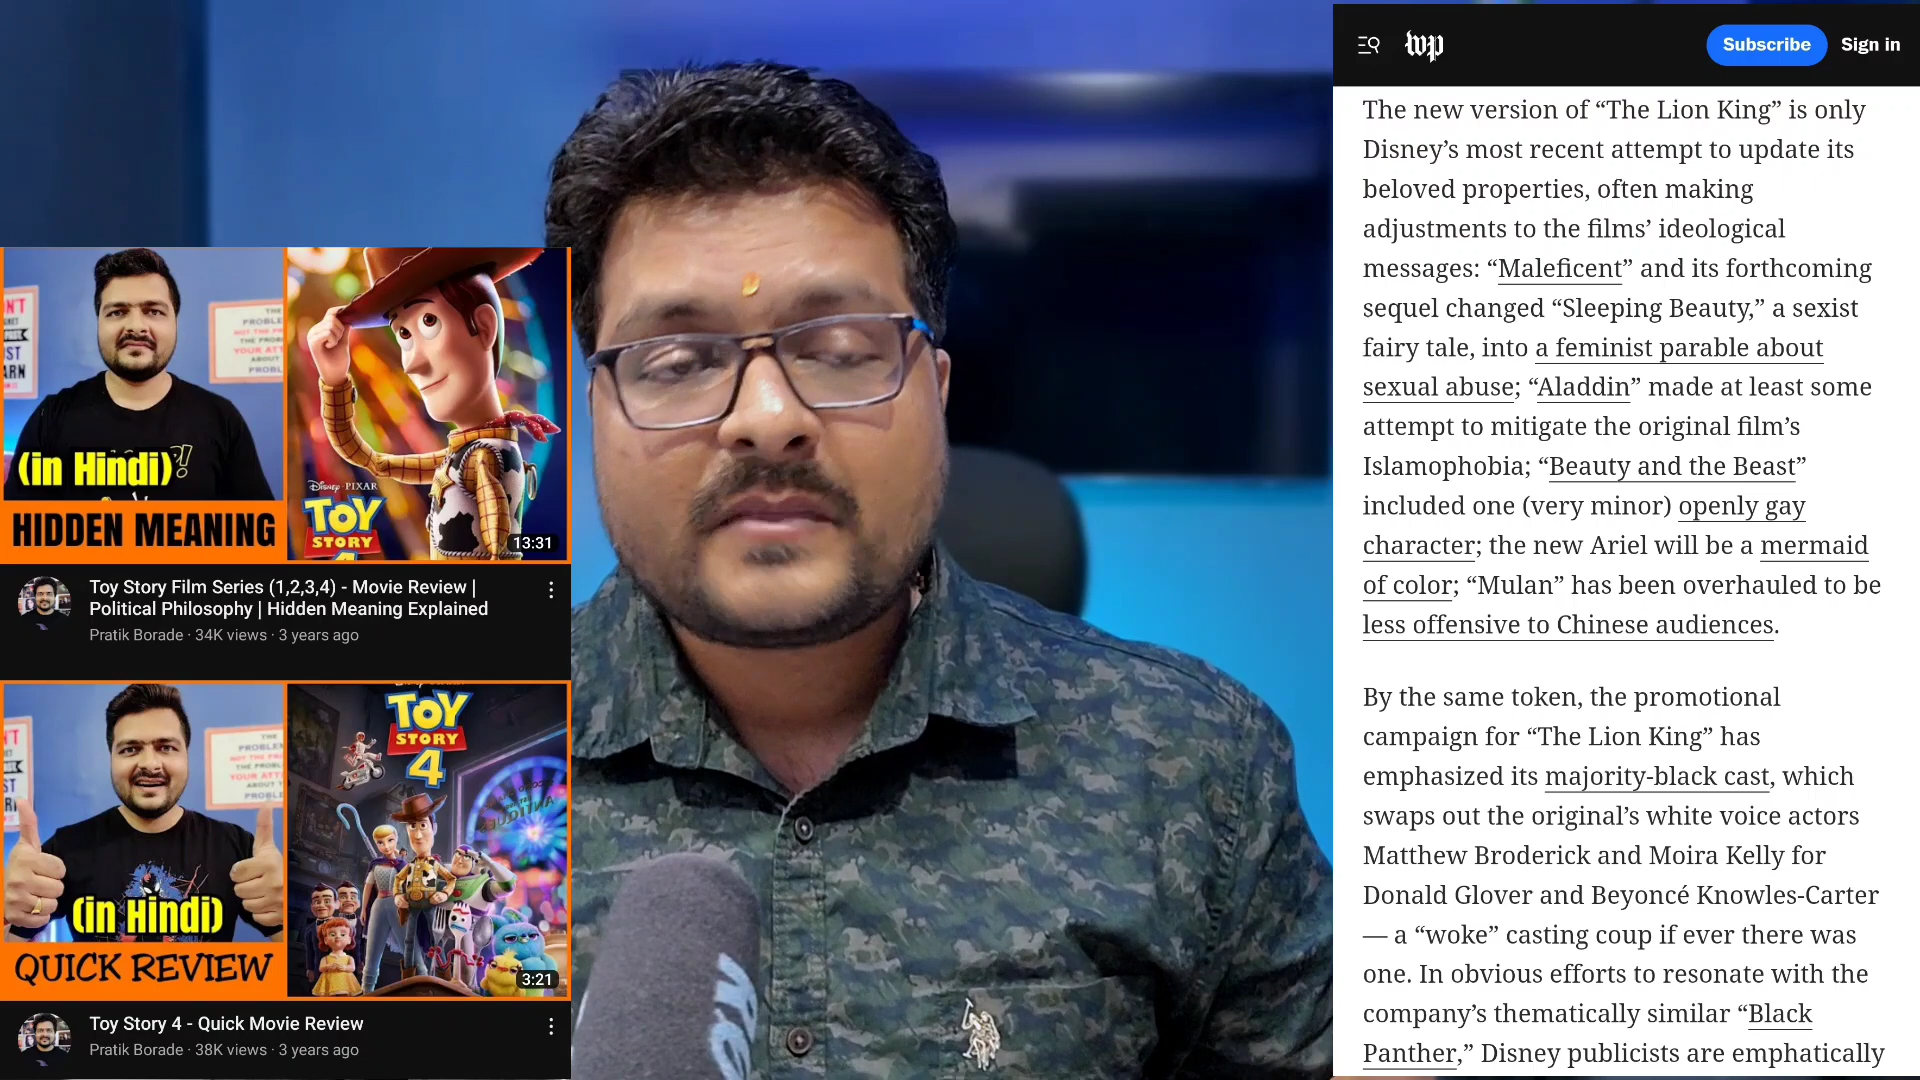 (in Hindi)
HIDDEN MEANING
DISNEY · PIXAR
TOY
STORY
13:31
Toy Story Film Series (1,2,3,4) - Movie Review |
Political Philosophy | Hidden Meaning Explained
Pratik Borade · 34K views · 3 years ago
THE
PROBLEM
NOT THE
YOUR ATT
ABOUT
TOY
STORY
4
(in Hindi)
QUICK REVIEW
3:21
Toy Story 4 - Quick Movie Review
Pratik Borade · 38K views · 3 years ago
wp
Subscribe
Sign in
The new version of “The Lion King” is only
Disney’s most recent attempt to update its
beloved properties, often making
adjustments to the films’ ideological
messages: “Maleficent” and its forthcoming
sequel changed “Sleeping Beauty,” a sexist
fairy tale, into a feminist parable about
sexual abuse; “Aladdin” made at least some
attempt to mitigate the original film’s
Islamophobia; “Beauty and the Beast”
included one (very minor) openly gay
character; the new Ariel will be a mermaid
of color; “Mulan” has been overhauled to be
less offensive to Chinese audiences.
By the same token, the promotional
campaign for “The Lion King” has
emphasized its majority-black cast, which
swaps out the original’s white voice actors
Matthew Broderick and Moira Kelly for
Donald Glover and Beyoncé Knowles-Carter
— a “woke” casting coup if ever there was
one. In obvious efforts to resonate with the
company’s thematically similar “Black
Panther,” Disney publicists are emphatically